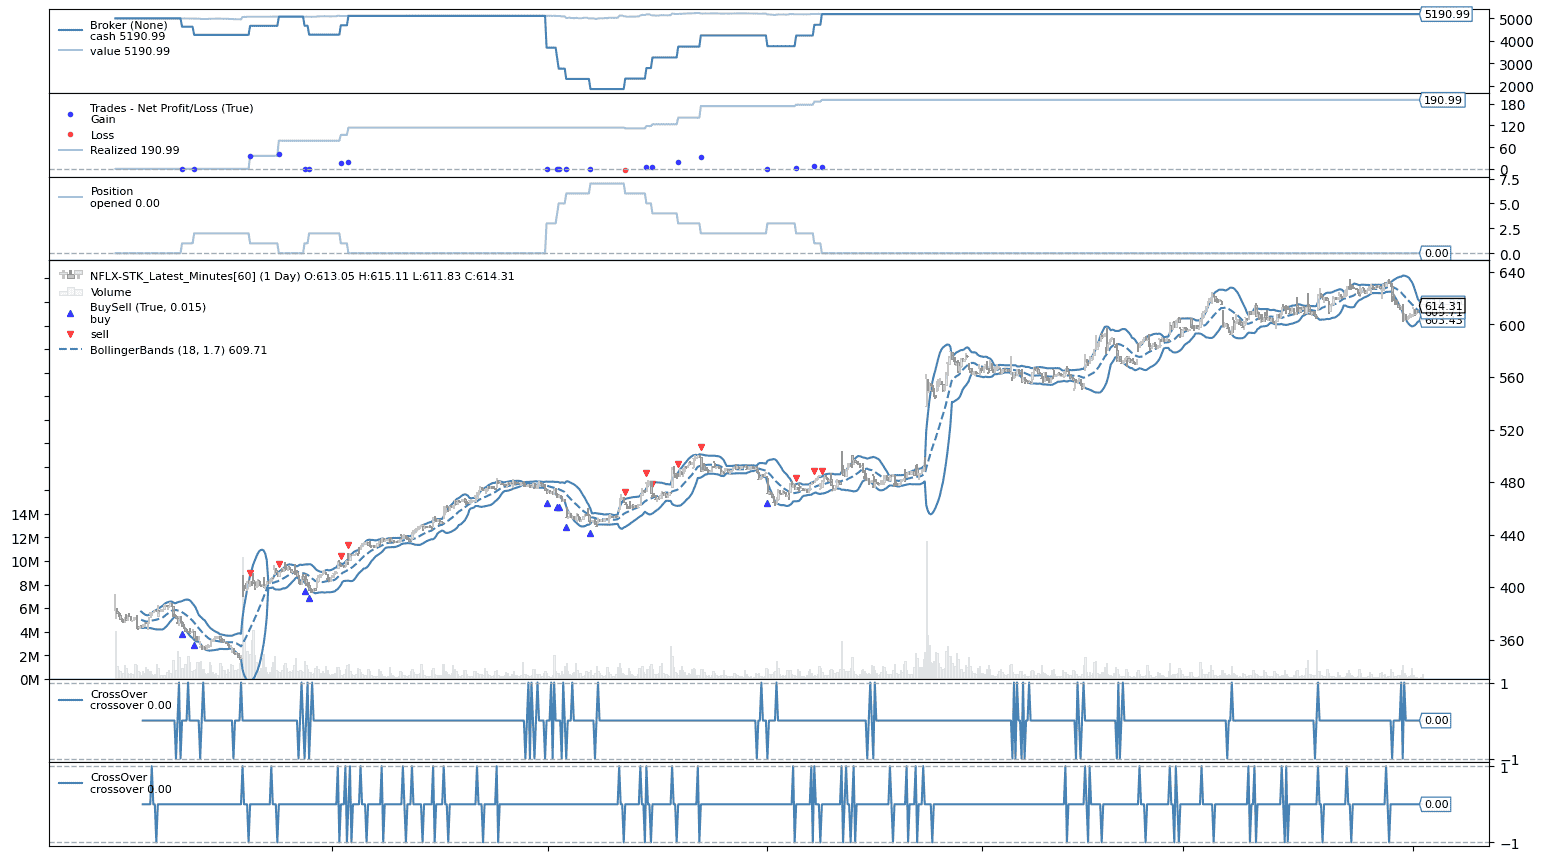 Broker (None)
cash 5190.99
value 5190.99
5190.99
5000
4000
3000
2000
Trades - Net Profit/Loss (True)
Gain
Loss
Realized 190.99
190.99
180
120
60
0
Position
opened 0.00
7.5
5.0
2.5
0.0
0.00
NFLX-STK_Latest_Minutes[60] (1 Day) O:613.05 H:615.11 L:611.83 C:614.31
Volume
BuySell (True, 0.015)
buy
sell
BollingerBands (18, 1.7) 609.71
640
614.31
609.71
603.43
600
560
520
480
440
400
360
14M
12M
10M
8M
6M
4M
2M
0M
CrossOver
crossover 0.00
1
0.00
−1
CrossOver
crossover 0.00
1
0.00
−1